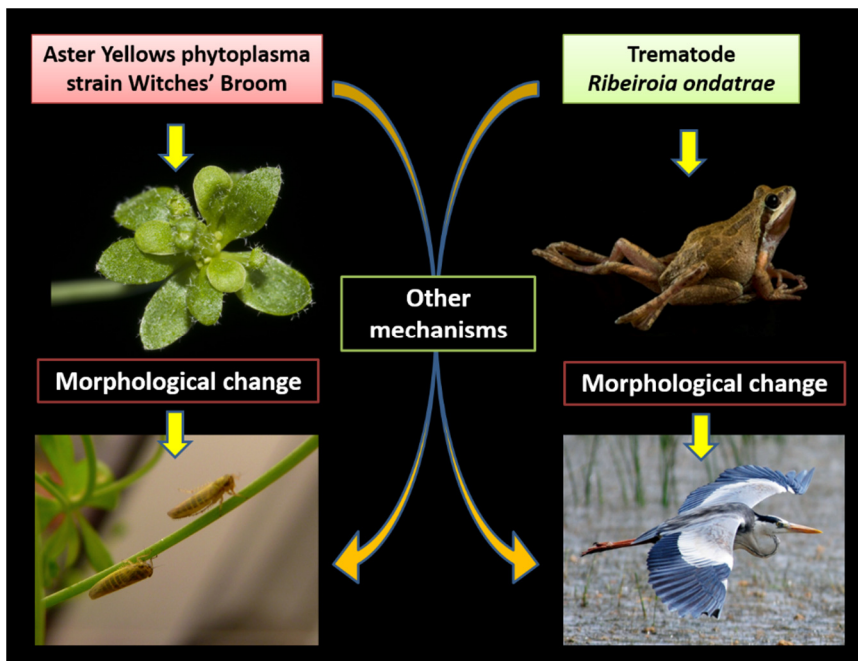 Aster Yellows phytoplasma
strain Witches’ Broom
Trematode
Ribeiroia ondatrae
Other
mechanisms
Morphological change
Morphological change